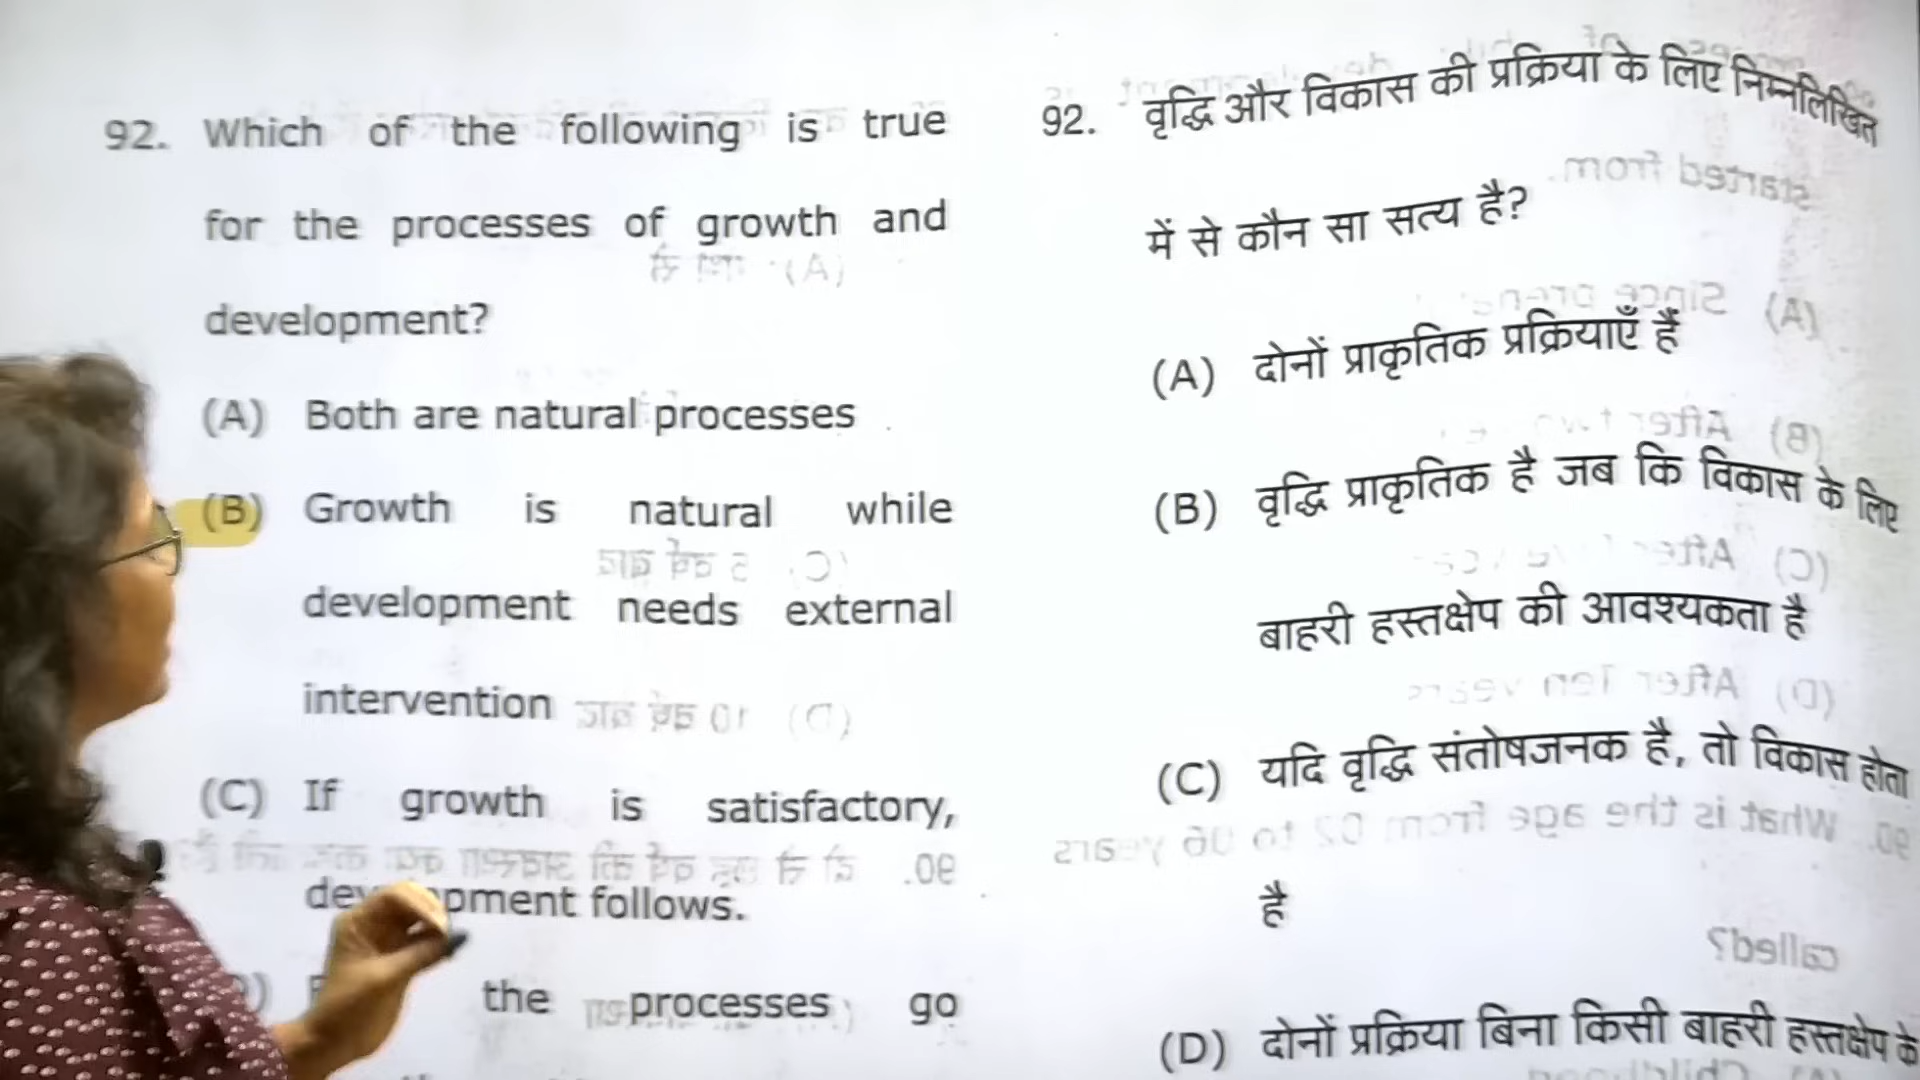 92. Which of the following is true
for the processes of growth and
development?
(A) Both are natural processes
(B) Growth is natural while
development needs external
intervention
(C) If growth is satisfactory,
follows.
the processes go
92. वृद्धि और विकास की प्रक्रिया के लिए निम्नलिखित
में से कौन सा सत्य है?
(A) दोनों प्राकृतिक प्रक्रियाएँ हैं
(B) वृद्धि प्राकृतिक है जब कि विकास के लिए
बाहरी हस्तक्षेप की आवश्यकता है
(C) यदि वृद्धि संतोषजनक है, तो विकास होता
है
(D) दोनों प्रक्रिया बिना किसी बाहरी हस्तक्षेप के